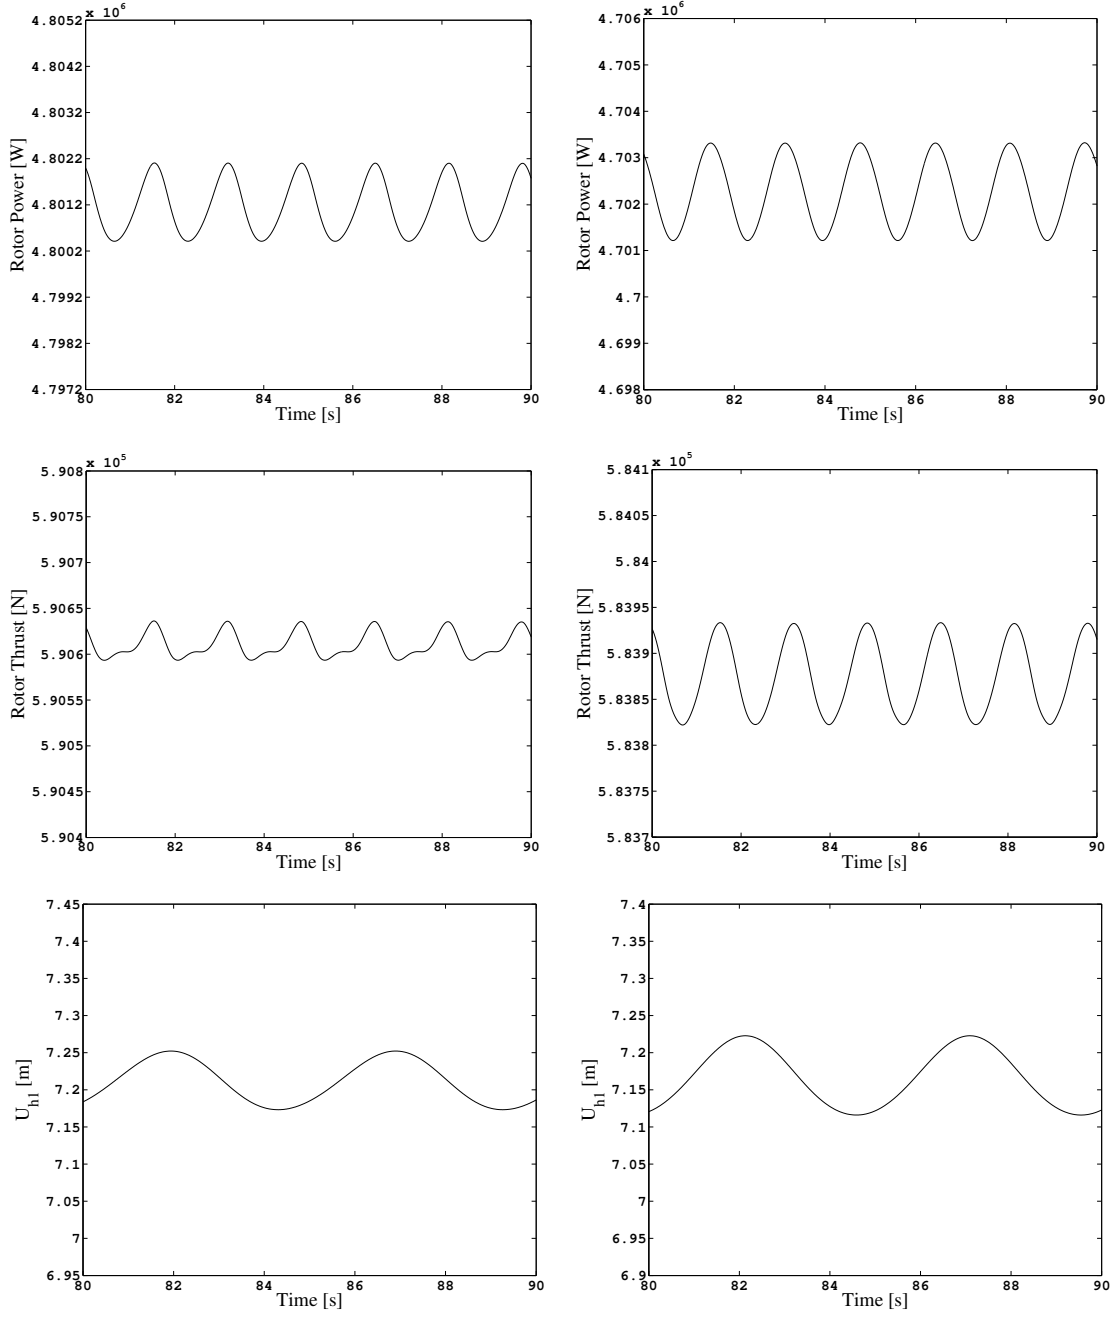 x 10^6
4.8052
4.8042
4.8032
4.8022
4.8012
4.8002
4.7992
4.7982
4.7972
Rotor Power [W]
80 82 84 86 88 90
Time [s]
x 10^6
4.706
4.705
4.704
4.703
4.702
4.701
4.7
4.699
4.698
Rotor Power [W]
80 82 84 86 88 90
Time [s]
x 10^5
5.908
5.9075
5.907
5.9065
5.906
5.9055
5.905
5.9045
5.904
Rotor Thrust [N]
80 82 84 86 88 90
Time [s]
x 10^5
5.841
5.8405
5.84
5.8395
5.839
5.8385
5.838
5.8375
5.837
Rotor Thrust [N]
80 82 84 86 88 90
Time [s]
7.45
7.4
7.35
7.3
7.25
7.2
7.15
7.1
7.05
7
6.95
U_h1 [m]
80 82 84 86 88 90
Time [s]
7.4
7.35
7.3
7.25
7.2
7.15
7.1
7.05
7
6.95
6.9
U_h1 [m]
80 82 84 86 88 90
Time [s]